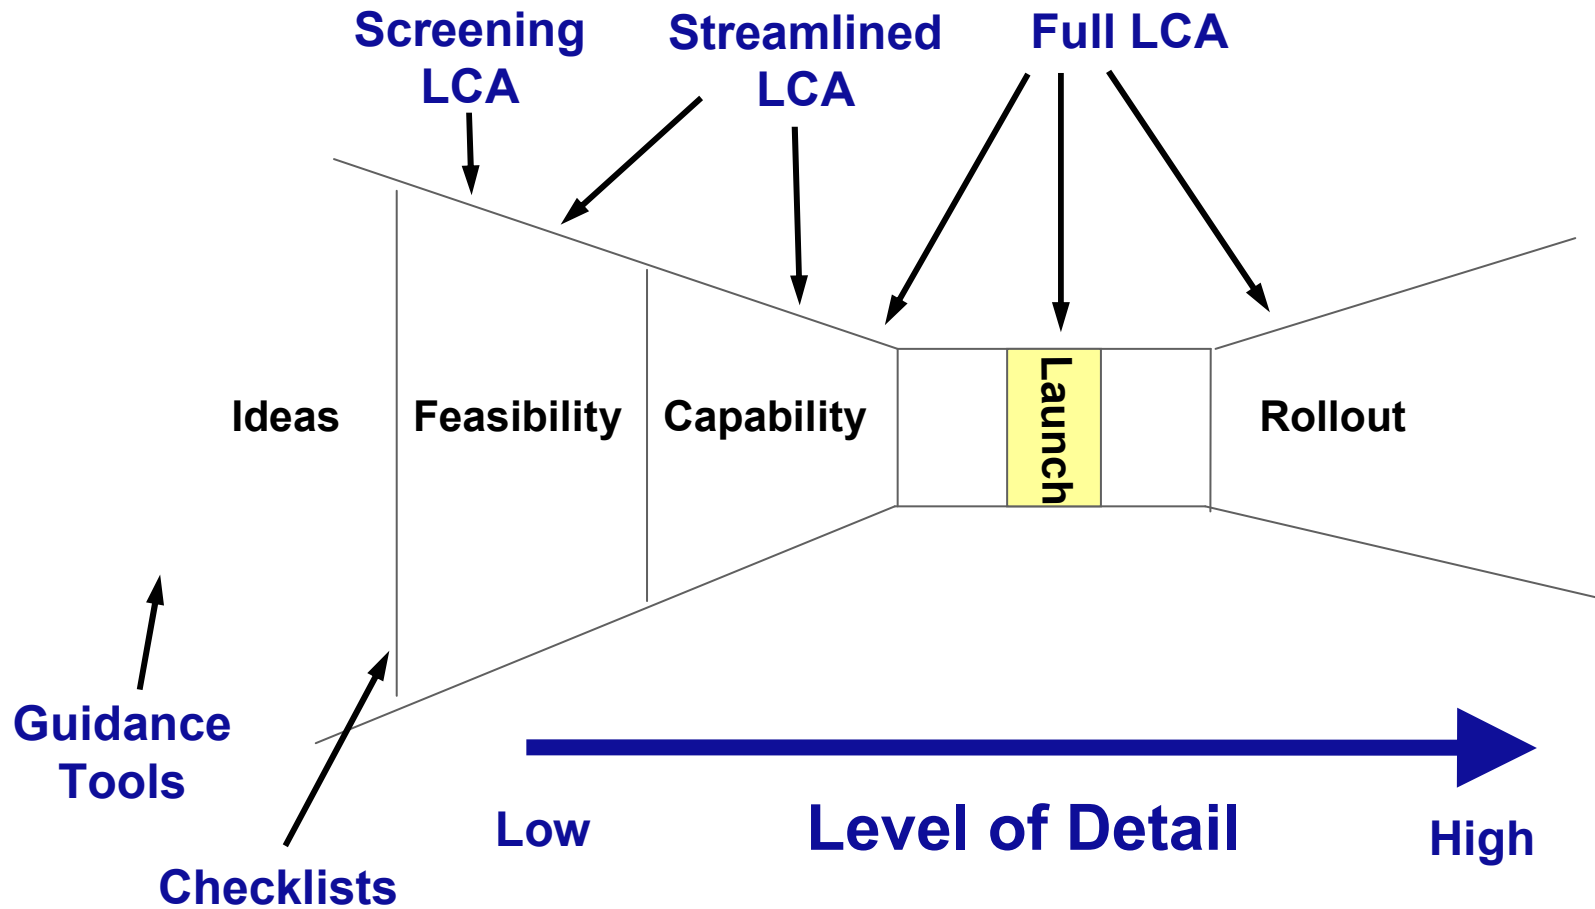 Screening
LCA
Streamlined
LCA
Full LCA
Ideas
Feasibility
Capability
Launch
Rollout
Guidance
Tools
Checklists
Low
Level of Detail
High